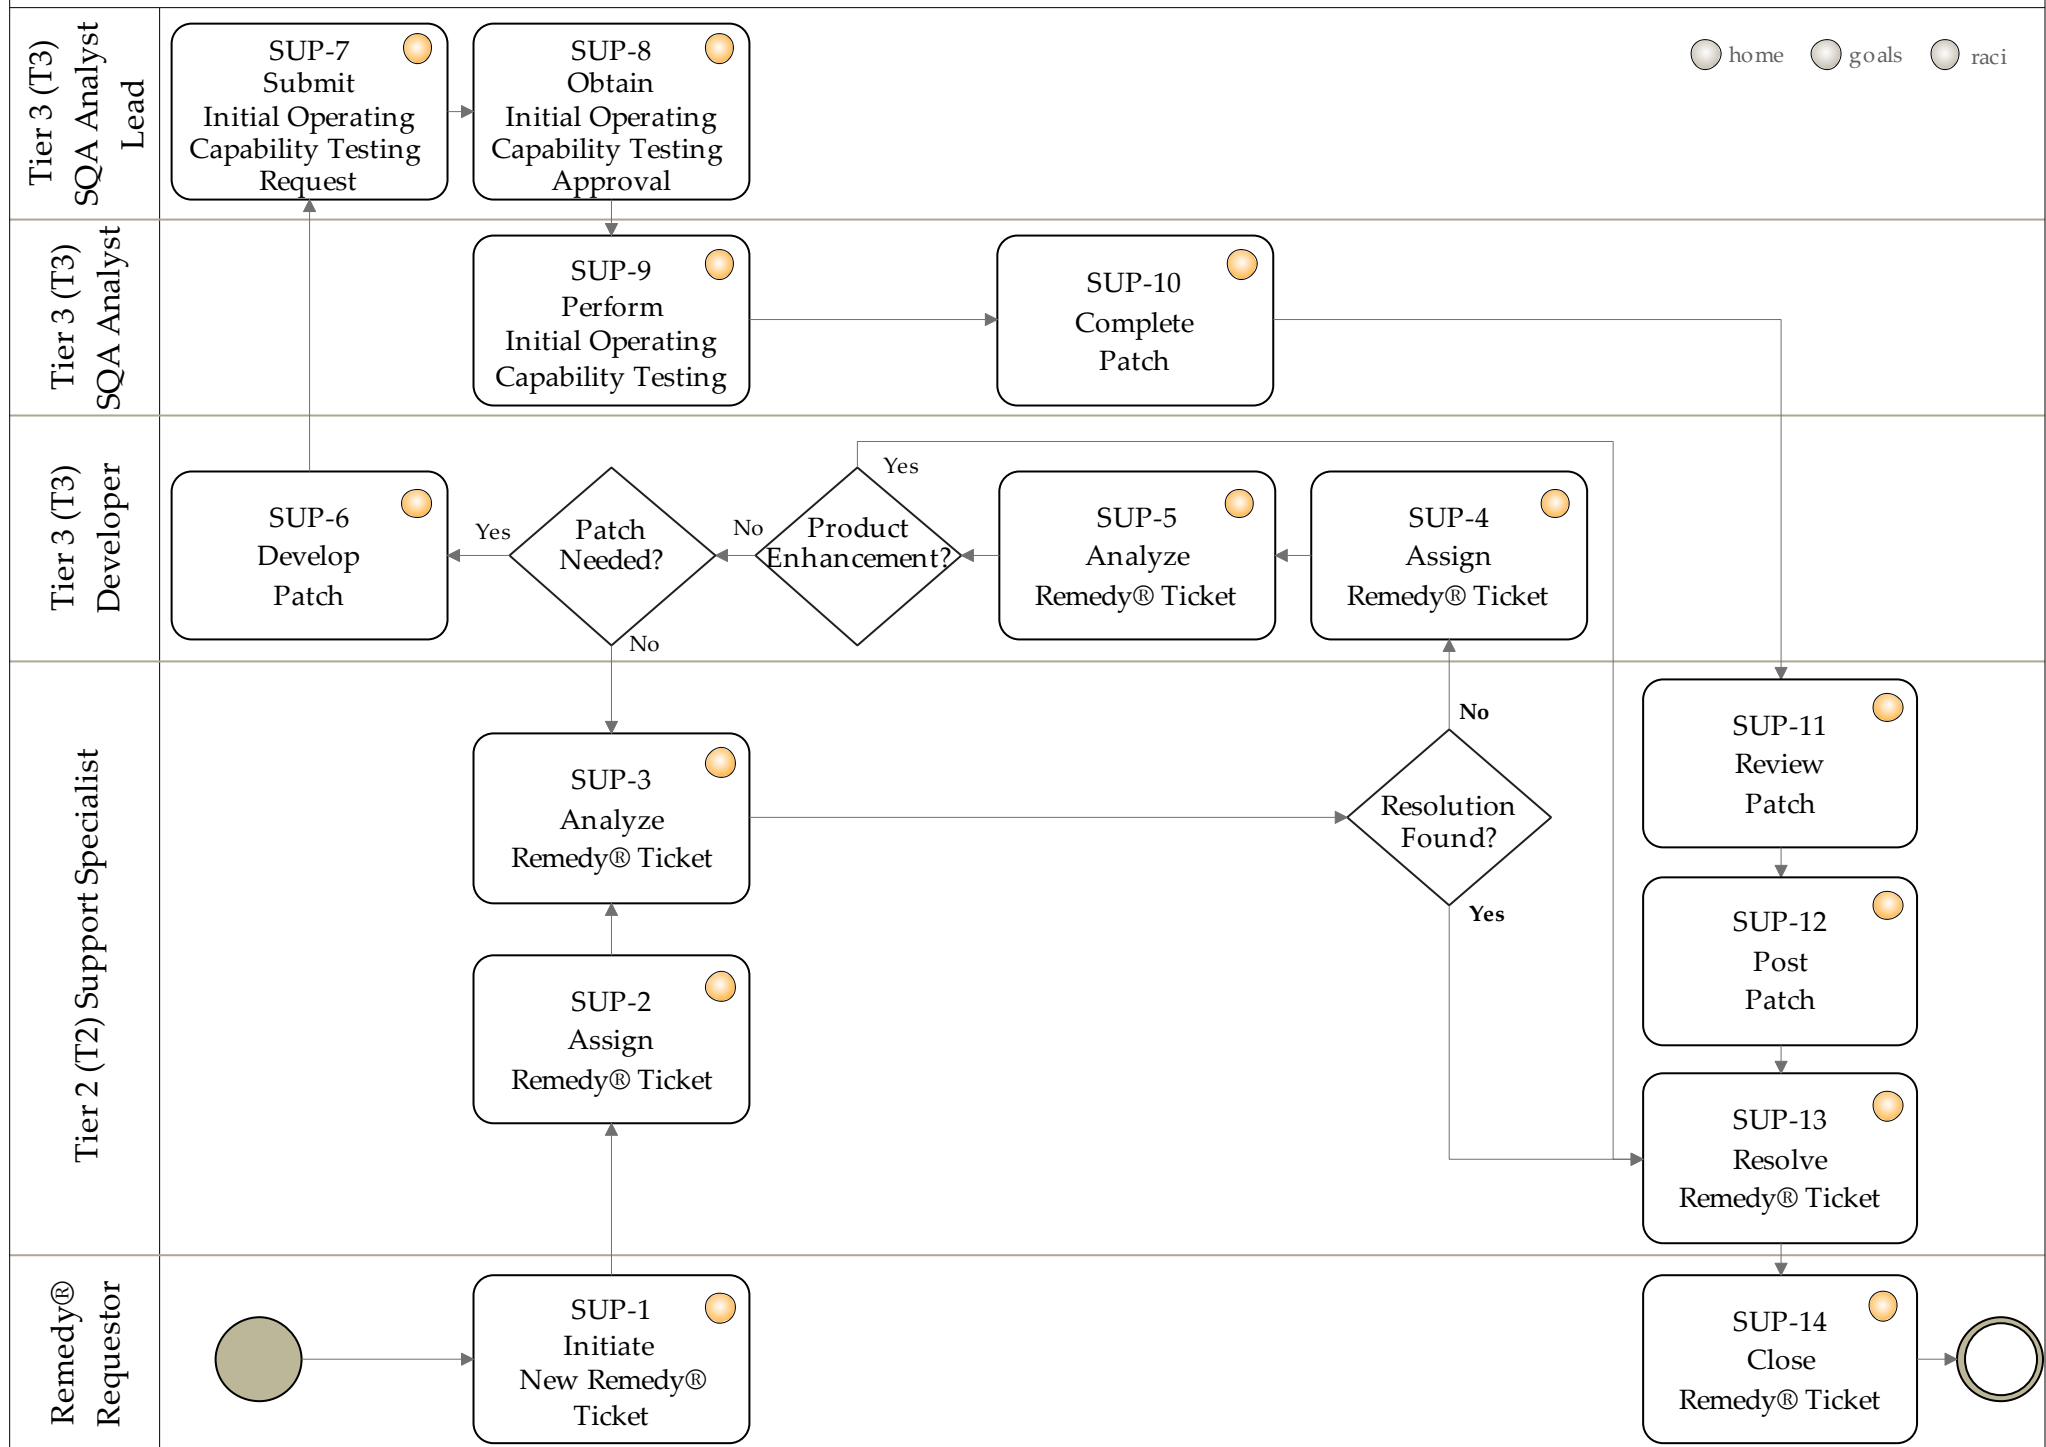 Tier 3 (T3)
SQA Analyst
Lead
SUP-7
Submit
Initial Operating
Capability Testing
Request
SUP-8
Obtain
Initial Operating
Capability Testing
Approval
home
goals
raci
Tier 3 (T3)
SQA Analyst
SUP-9
Perform
Initial Operating
Capability Testing
SUP-10
Complete
Patch
Tier 3 (T3)
Developer
SUP-6
Develop
Patch
Yes
Patch
Needed?
No
No
Product
Enhancement?
Yes
SUP-5
Analyze
Remedy® Ticket
SUP-4
Assign
Remedy® Ticket
Tier 2 (T2) Support Specialist
SUP-3
Analyze
Remedy® Ticket
No
Resolution
Found?
Yes
SUP-11
Review
Patch
SUP-2
Assign
Remedy® Ticket
SUP-12
Post
Patch
SUP-13
Resolve
Remedy® Ticket
Remedy®
Requestor
SUP-1
Initiate
New Remedy®
Ticket
SUP-14
Close
Remedy® Ticket